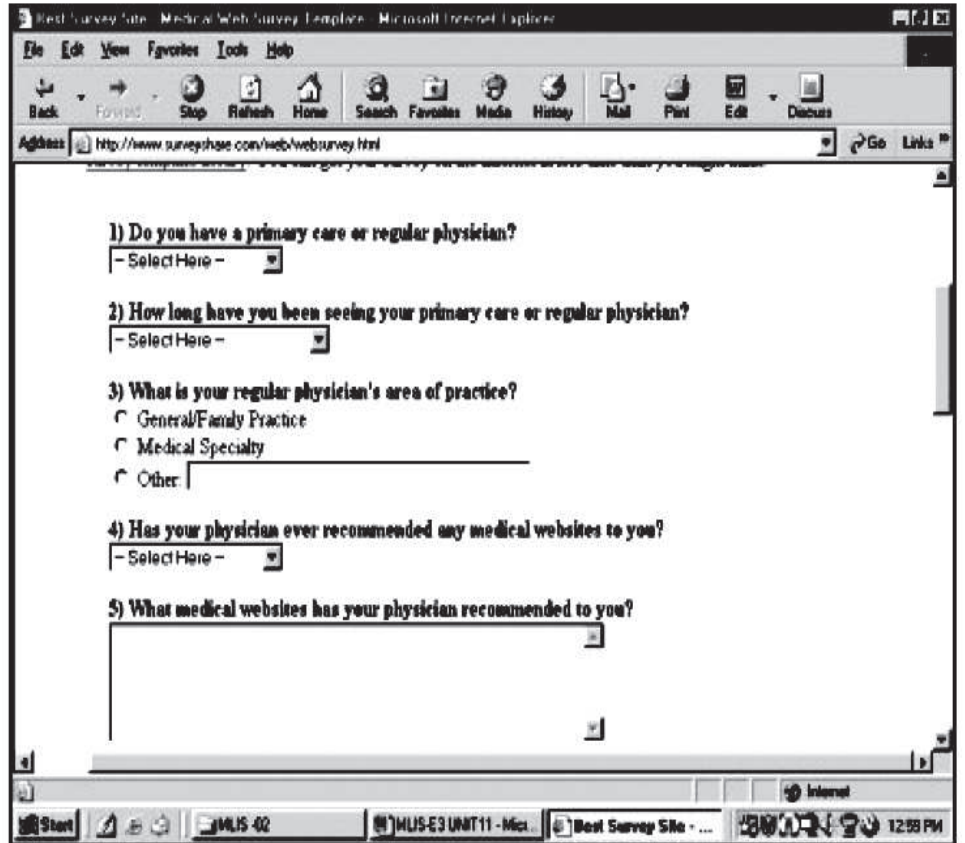 Best Survey Site - Medical Web Survey Template - Microsoft Internet Explorer
File Edit View Favorites Tools Help
Back Forward Stop Refresh Home Search Favorites Media History Mail Print Edit Discuss
Address http://www.surveyshare.com/web/websurvey.html Go Links »
1) Do you have a primary care or regular physician?
– Select Here –
2) How long have you been seeing your primary care or regular physician?
– Select Here –
3) What is your regular physician's area of practice?
General/Family Practice
Medical Specialty
Other:
4) Has your physician ever recommended any medical websites to you?
– Select Here –
5) What medical websites has your physician recommended to you?
Internet
Start MLIS-02 MLIS-E3 UNIT11 - Micr... Best Survey Site - ... 12:59 PM